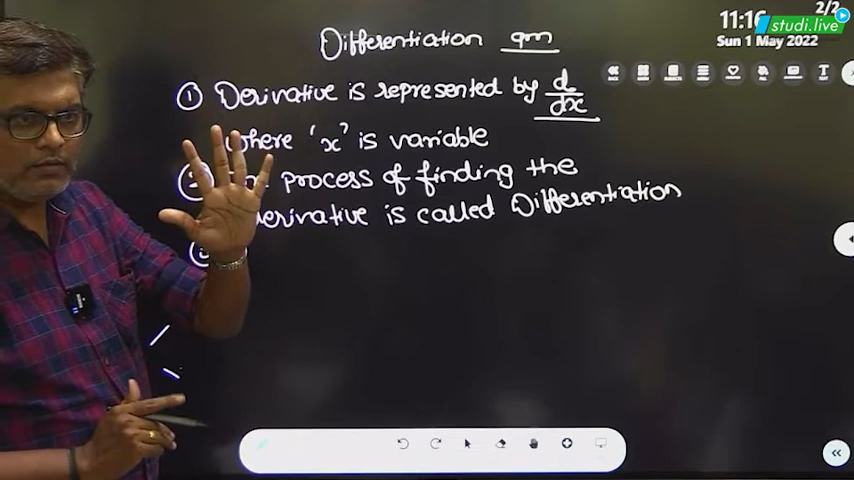 2/2
11:16
studi.live
Sun 1 May 2022
Differentiation 9m
① Derivative is represented by d/dx
where 'x' is variable
process of finding the
Derivative is called Differentiation